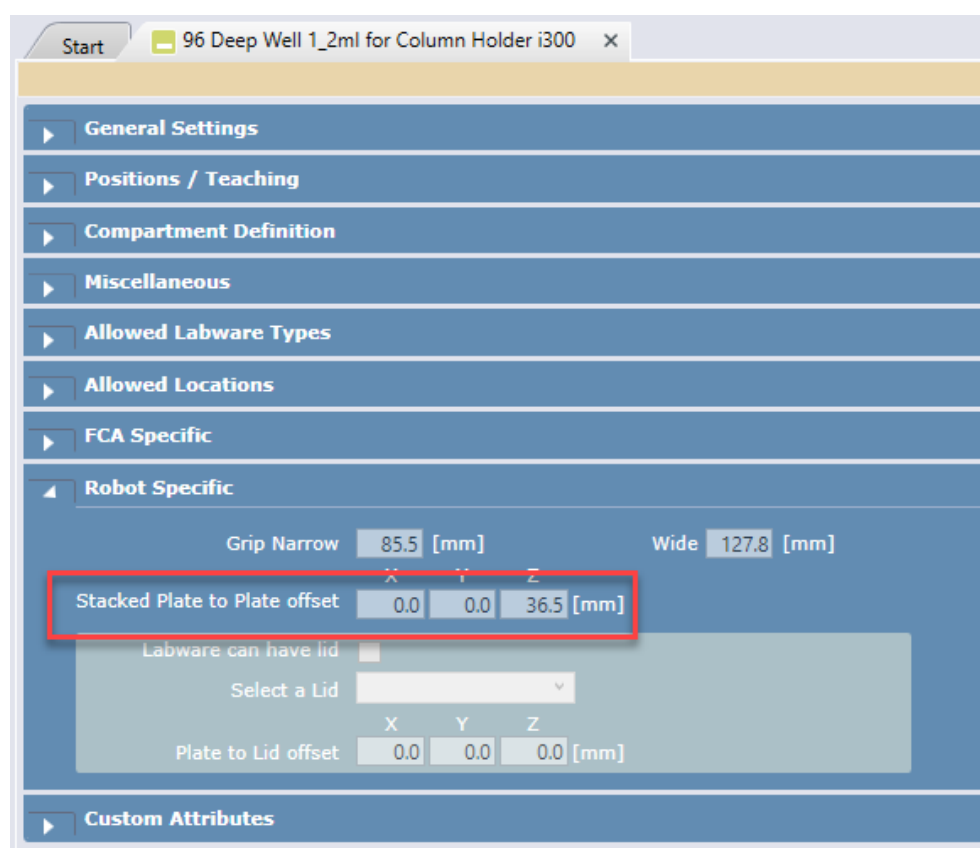 Start 96 Deep Well 1_2ml for Column Holder i300 ×
General Settings
Positions / Teaching
Compartment Definition
Miscellaneous
Allowed Labware Types
Allowed Locations
FCA Specific
Robot Specific
Grip Narrow 85.5 [mm] Wide 127.8 [mm]
X Y Z
Stacked Plate to Plate offset 0.0 0.0 36.5 [mm]
Labware can have lid
Select a Lid
X Y Z
Plate to Lid offset 0.0 0.0 0.0 [mm]
Custom Attributes